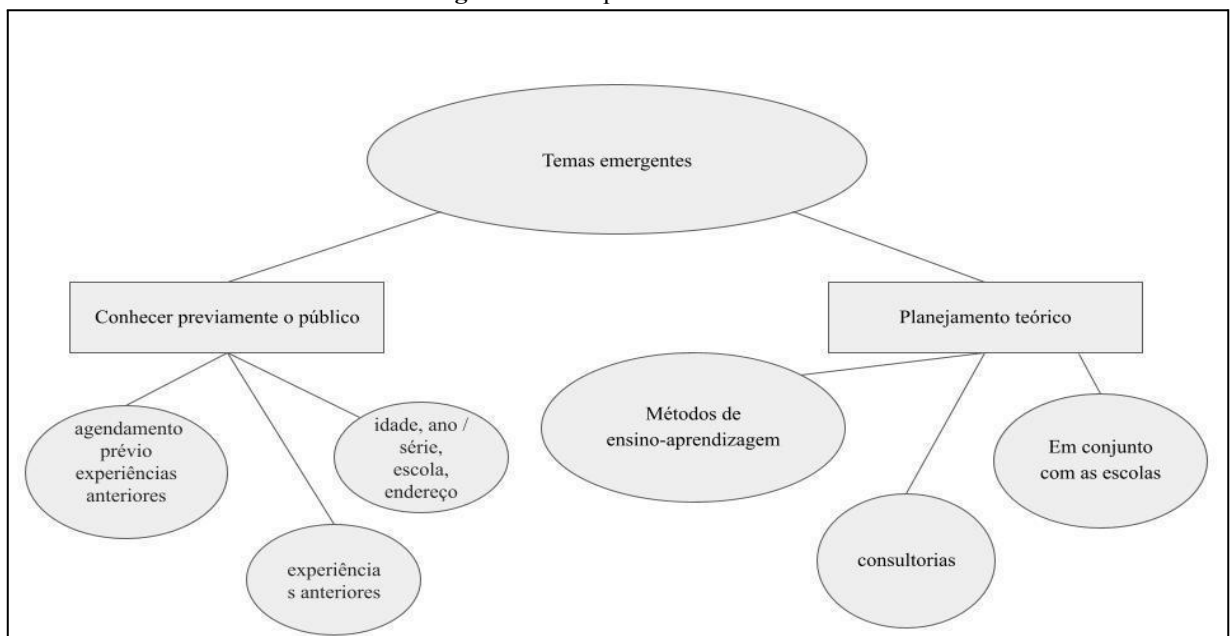 Temas emergentes
Conhecer previamente o público
Planejamento teórico
agendamento
prévio
experiências
anteriores
experiência
s anteriores
idade, ano /
série,
escola,
endereço
Métodos de
ensino-aprendizagem
consultorias
Em conjunto
com as escolas